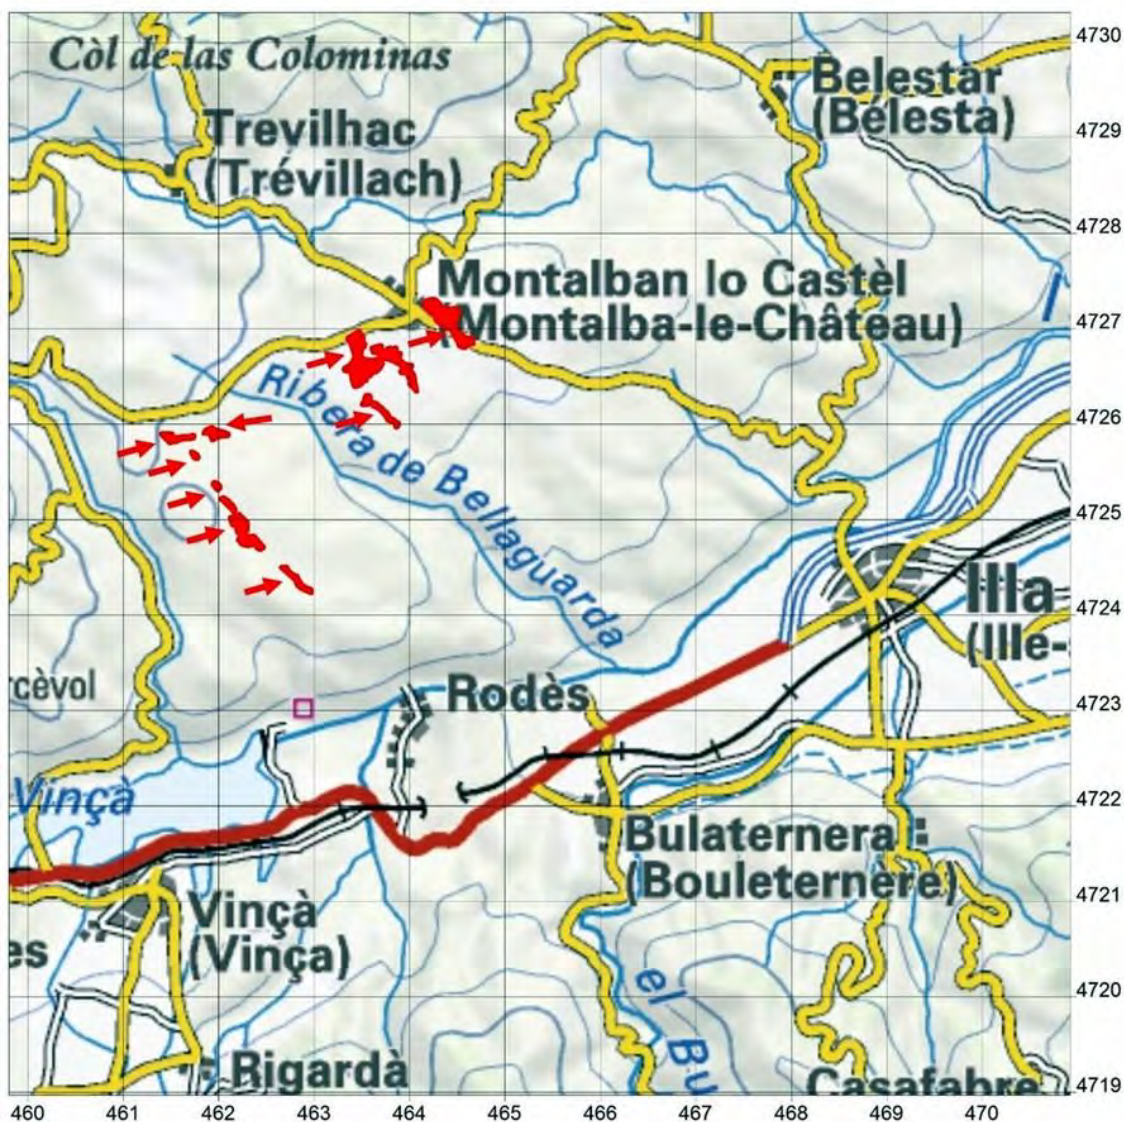 Còl de las Colominas
4730
Belestar
(Bélesta)
Trevilhac
(Trévillach)
4729
4728
Montalban lo Castèl
(Montalba-le-Château)
4727
Ribera de Bellaguarda
4726
4725
Illa
(Ille-
4724
rcèvol
Rodès
4723
Vinçà
4722
Bulaternera
(Bouleternère)
4721
Vinçà
(Vinça)
es
el Bu
4720
Rigardà
Casafabre
4719
460 461 462 463 464 465 466 467 468 469 470